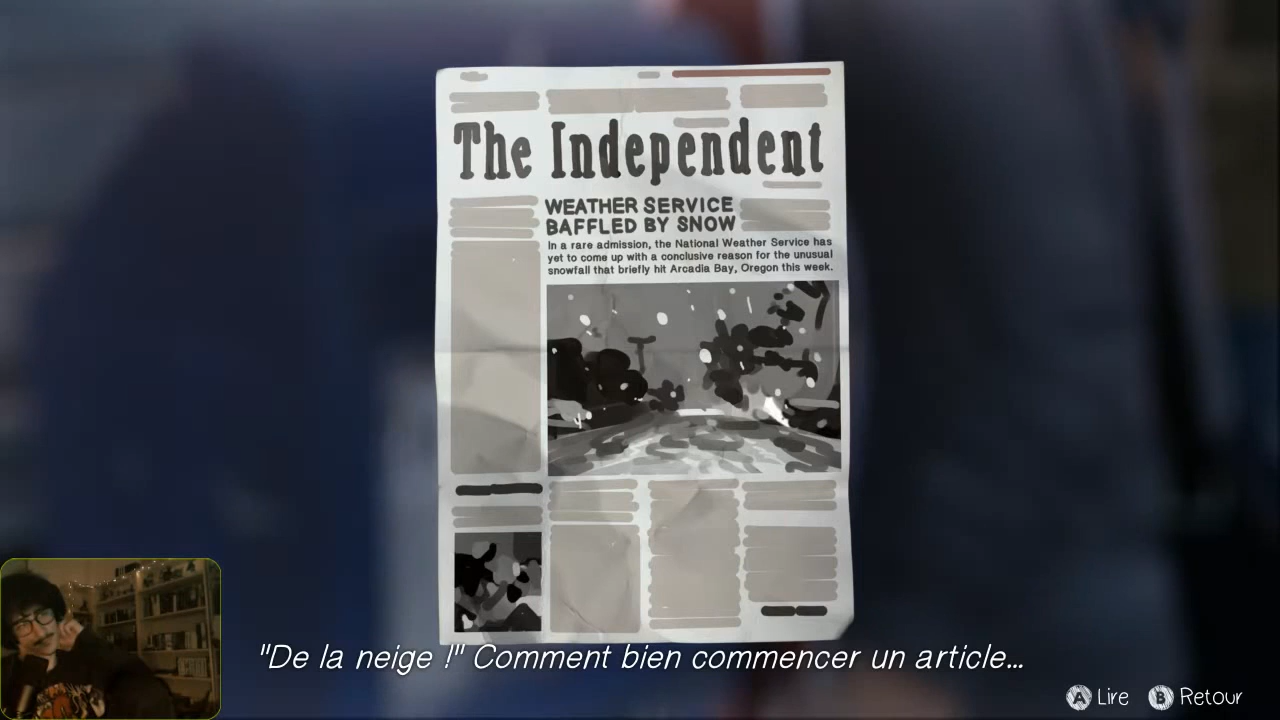 The Independent
WEATHER SERVICE
BAFFLED BY SNOW
In a rare admission, the National Weather Service has
yet to come up with a conclusive reason for the unusual
snowfall that briefly hit Arcadia Bay, Oregon this week.
"De la neige !" Comment bien commencer un article...
A Lire B Retour